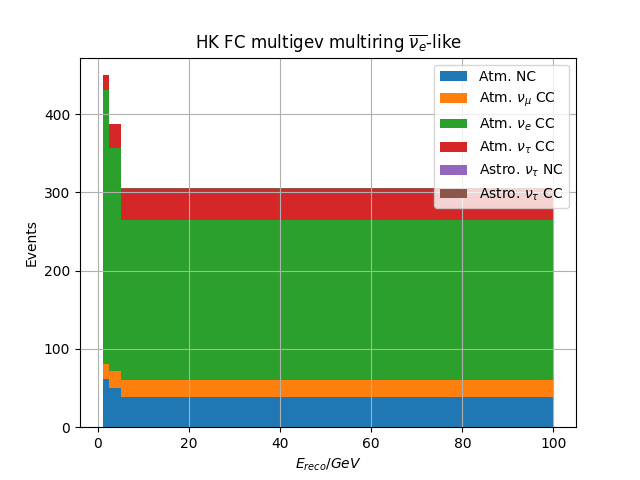 HK FC multigev multiring $\overline{\nu_e}$-like
Atm. NC
Atm. $\nu_\mu$ CC
Atm. $\nu_e$ CC
Atm. $\nu_\tau$ CC
Astro. $\nu_\tau$ NC
Astro. $\nu_\tau$ CC
Events
400
300
200
100
0
0 20 40 60 80 100
$E_{reco}/GeV$